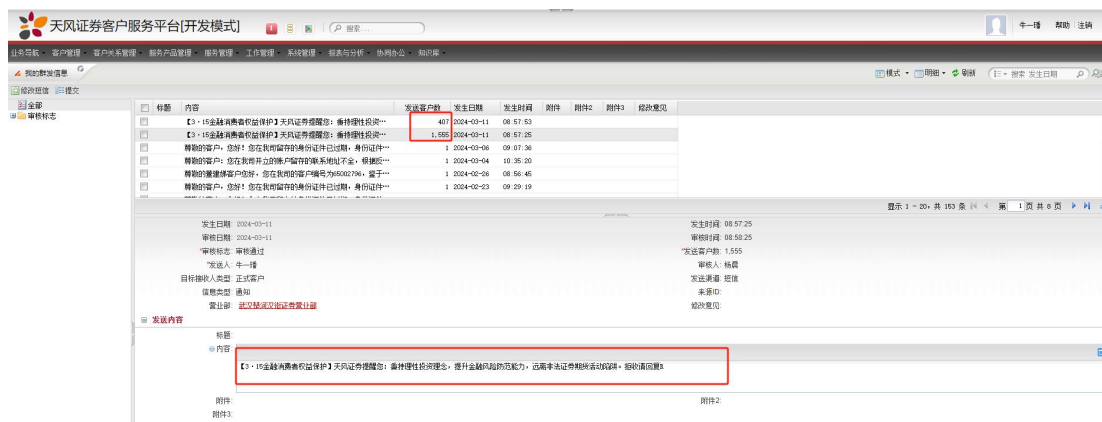 天风证券客户服务平台[开发模式]
搜索...
牛一璠 帮助 注销
业务导航 客户管理 客户关系管理 服务产品管理 服务管理 工作管理 系统管理 报表与分析 协同办公 知识库
我的群发信息
模式 明细 刷新 搜索 发生日期
修改短信 提交
全部
审核标志
标题 内容 发送客户数 发生日期 发生时间 附件 附件2 附件3 修改意见
【3·15金融消费者权益保护】天风证券提醒您:秉持理性投资… 407 2024-03-11 08:57:53
【3·15金融消费者权益保护】天风证券提醒您:秉持理性投资… 1,555 2024-03-11 08:57:25
尊敬的客户,您好!您在我司留存的身份证件已过期,身份证件… 1 2024-03-06 09:07:36
尊敬的客户:您在我司开立的账户留存的联系地址不全,根据反… 1 2024-03-04 10:35:20
尊敬的董建娣客户您好,您在我司的客户编号为65002796,鉴于… 1 2024-02-26 08:56:45
尊敬的客户,您好!您在我司留存的身份证件已过期,身份证件… 1 2024-02-23 09:29:19
显示 1 - 20,共 153 条 第 1 页 共 8 页
发生日期: 2024-03-11 发生时间: 08:57:25
审核日期: 2024-03-11 审核时间: 08:58:25
*审核标志: 审核通过 *发送客户数: 1,555
*发送人: 牛一璠 审核人: 杨晨
目标接收人类型: 正式客户 发送渠道: 短信
信息类型: 通知 来源ID:
营业部: 武汉楚河汉街证券营业部 修改意见:
发送内容
标题:
内容:
【3·15金融消费者权益保护】天风证券提醒您:秉持理性投资理念,提升金融风险防范能力,远离非法证券期货活动陷阱。拒收请回复R
附件: 附件2:
附件3: